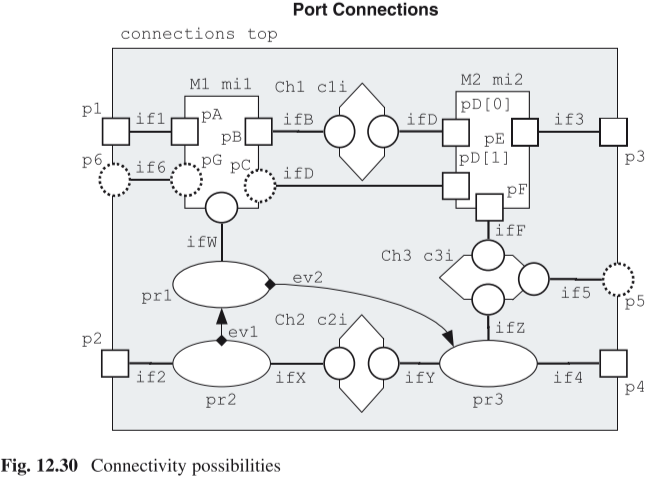 Port Connections
connections top
M1 mi1
Ch1 c1i
M2 mi2
pD[0]
p1
if1
pA
ifB
ifD
if3
pB
pE
p3
p6
if6
pG
pC
ifD
pD[1]
pF
ifW
ifF
Ch3 c3i
pr1
ev2
if5
p5
ev1
Ch2 c2i
ifZ
p2
if2
ifX
ifY
if4
p4
pr2
pr3
Fig. 12.30 Connectivity possibilities